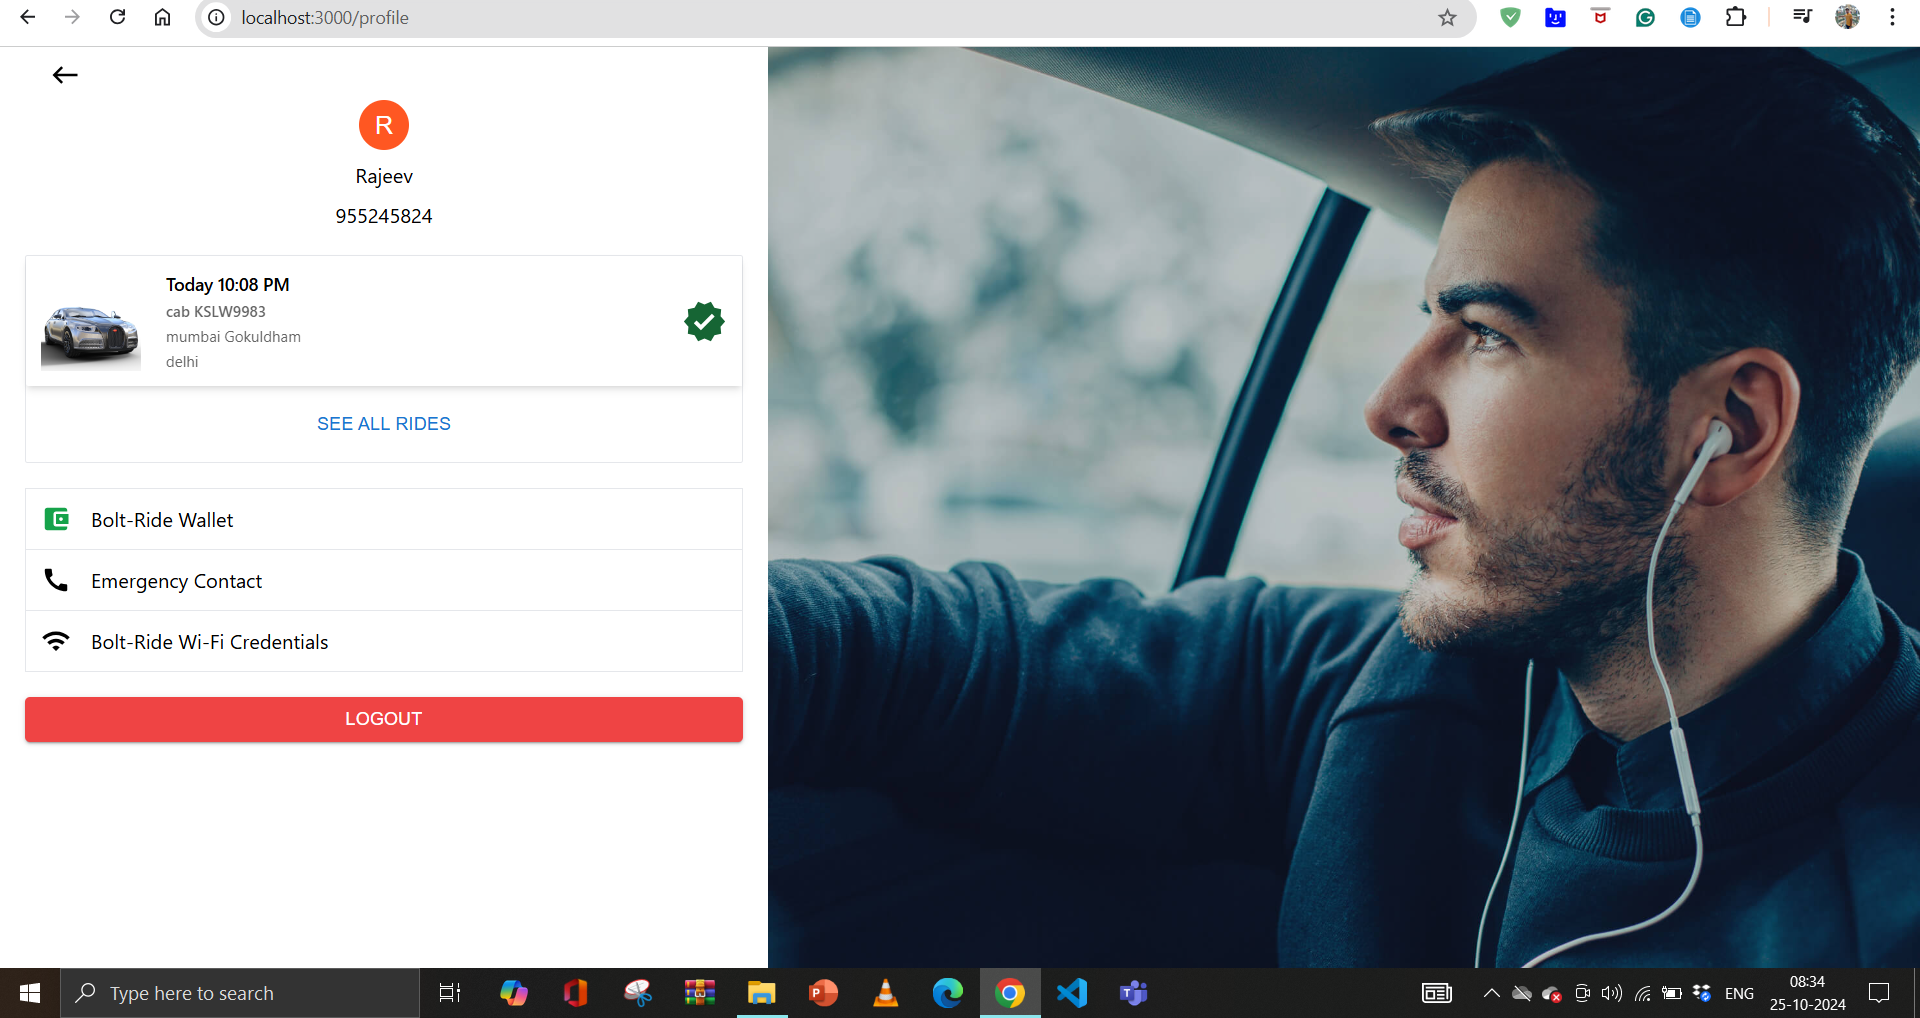 localhost:3000/profile
R
Rajeev
955245824
Today 10:08 PM
cab KSLW9983
mumbai Gokuldham
delhi
SEE ALL RIDES
Bolt-Ride Wallet
Emergency Contact
Bolt-Ride Wi-Fi Credentials
LOGOUT
Type here to search
ENG
08:34
25-10-2024